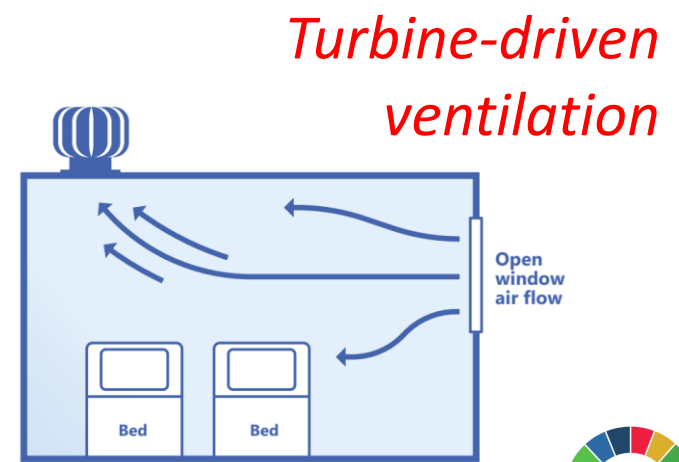 Turbine-driven
ventilation
Open
window
air flow
Bed
Bed